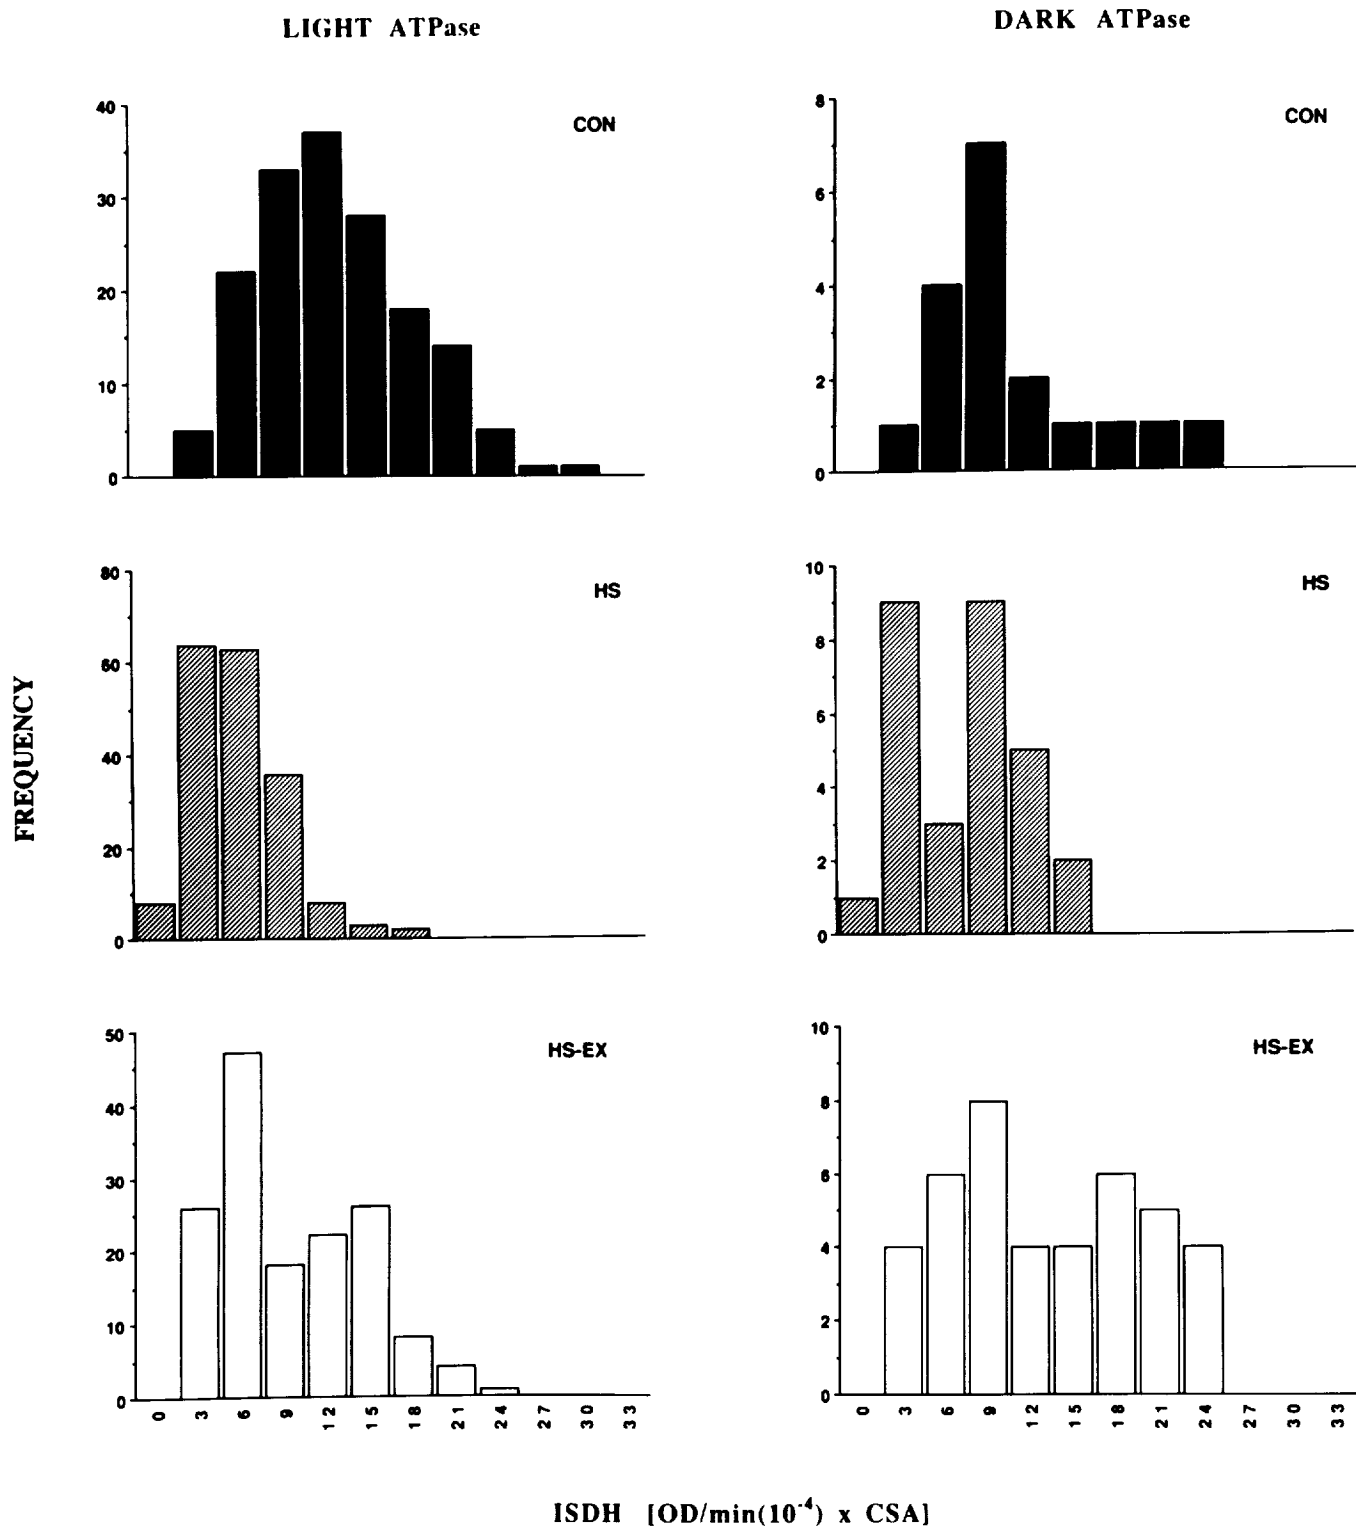 LIGHT ATPase
DARK ATPase
40
30
20
10
0
CON
8
6
4
2
0
CON
FREQUENCY
80
60
40
20
0
HS
10
8
6
4
2
0
HS
50
40
30
20
10
0
HS-EX
0 3 6 9 12 15 18 21 24 27 30 33
10
8
6
4
2
0
HS-EX
0 3 6 9 12 15 18 21 24 27 30 33
ISDH [OD/min(10⁻⁴) x CSA]